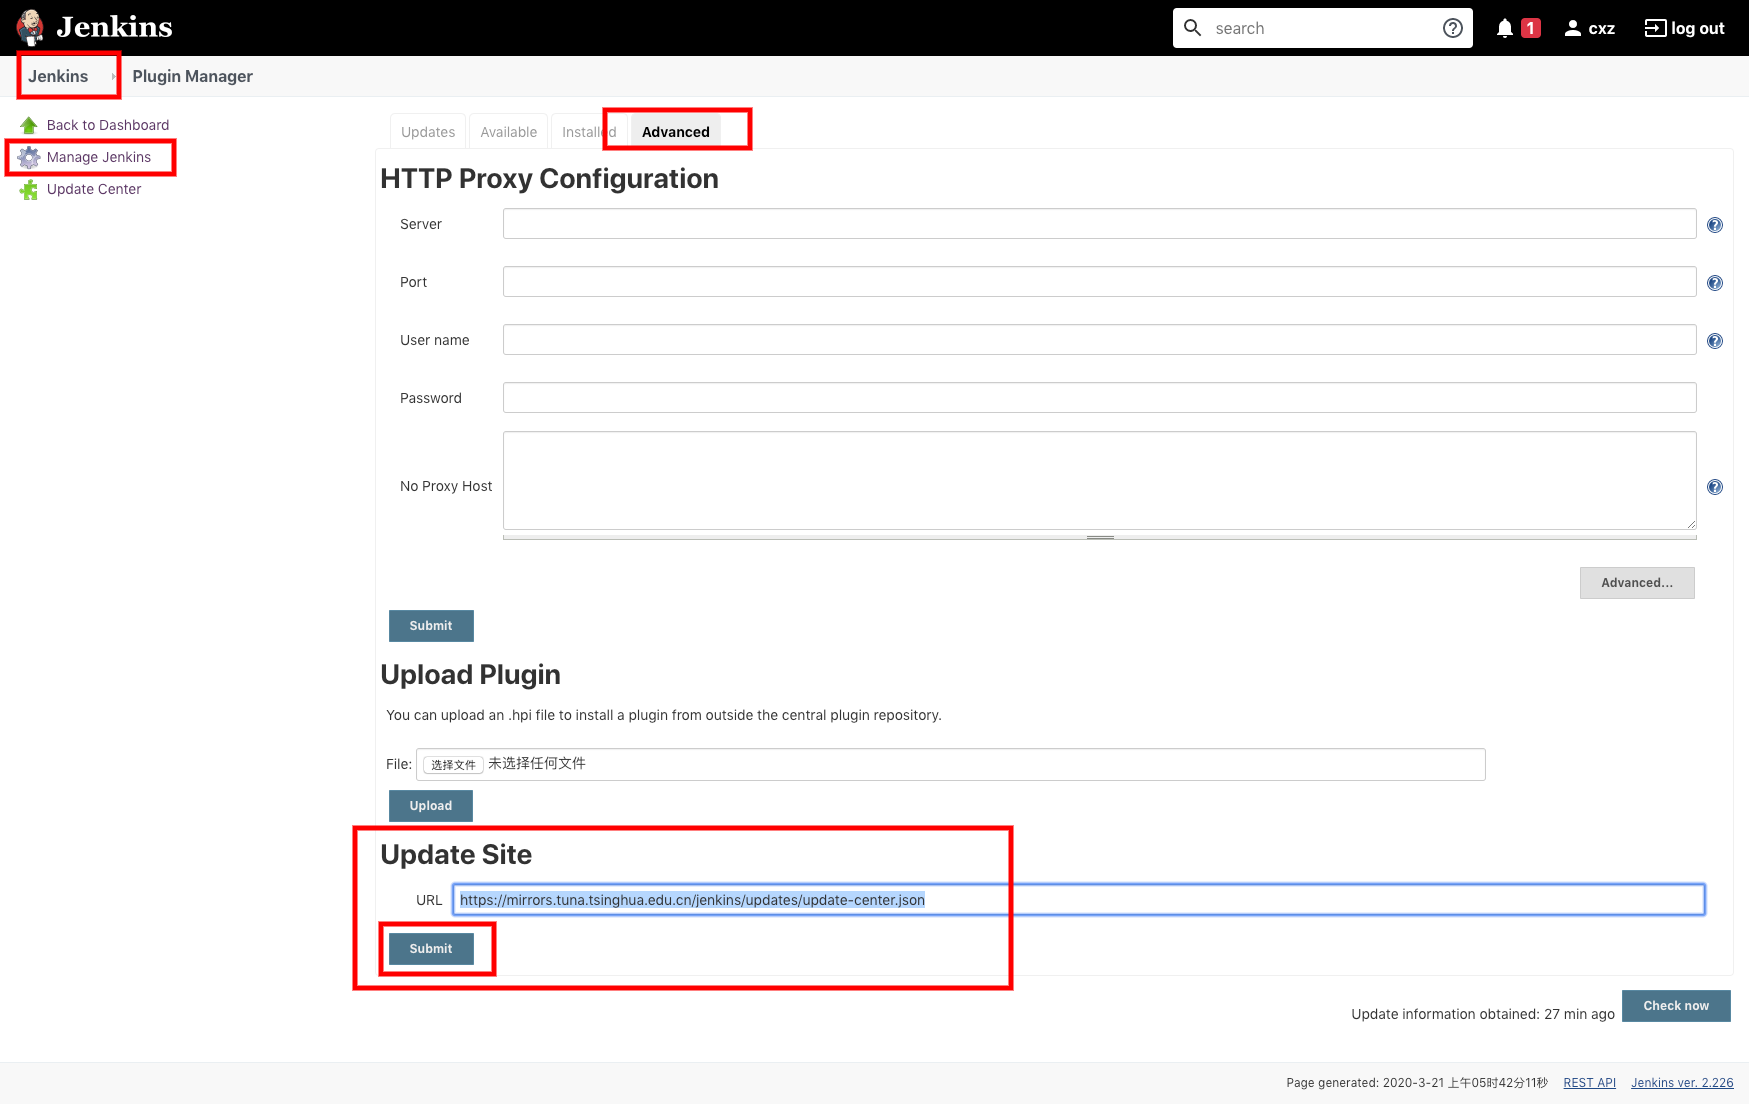 Jenkins
search
1
cxz
log out
Jenkins
Plugin Manager
Back to Dashboard
Manage Jenkins
Update Center
Updates
Available
Installed
Advanced
HTTP Proxy Configuration
Server
Port
User name
Password
No Proxy Host
Advanced...
Submit
Upload Plugin
You can upload an .hpi file to install a plugin from outside the central plugin repository.
File: 选择文件 未选择任何文件
Upload
Update Site
URL https://mirrors.tuna.tsinghua.edu.cn/jenkins/updates/update-center.json
Submit
Update information obtained: 27 min ago
Check now
Page generated: 2020-3-21 上午05时42分11秒 REST API Jenkins ver. 2.226